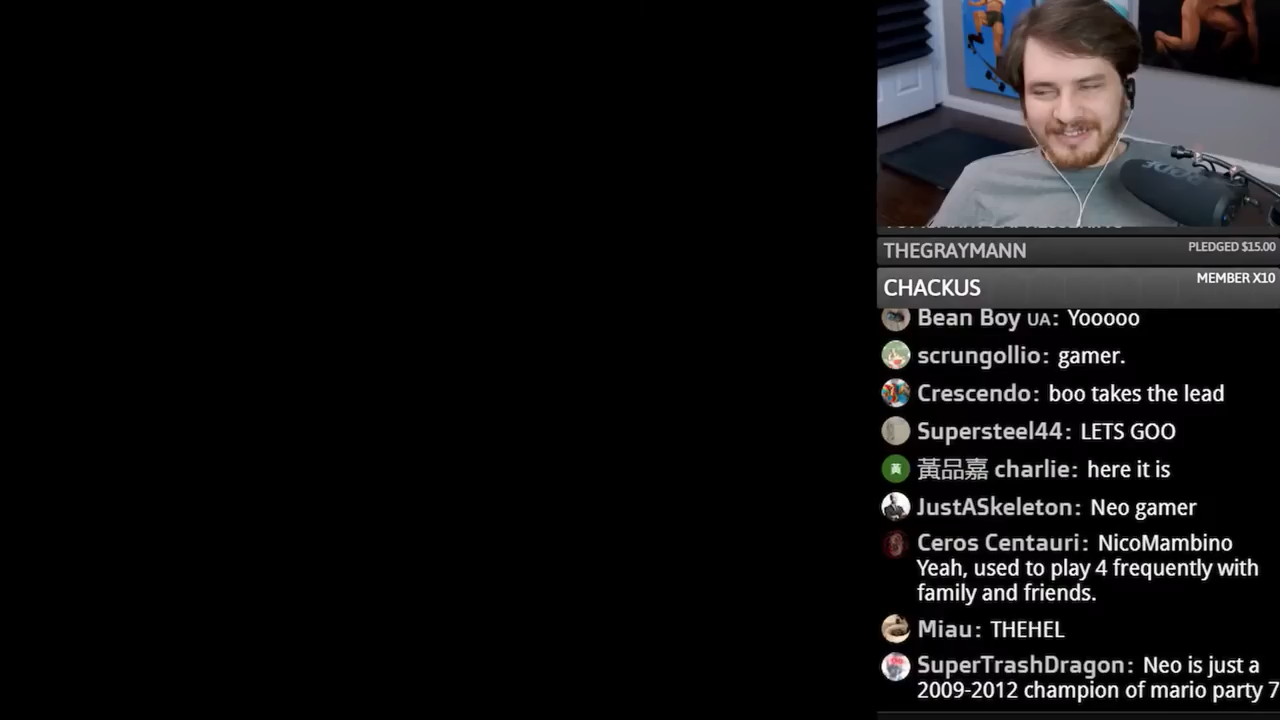 THEGRAYMANN PLEDGED $15.00
CHACKUS MEMBER X10
Bean Boy UA: Yooooo
scrungollio: gamer.
Crescendo: boo takes the lead
Supersteel44: LETS GOO
黃品嘉 charlie: here it is
JustASkeleton: Neo gamer
Ceros Centauri: NicoMambino
Yeah, used to play 4 frequently with
family and friends.
Miau: THEHEL
SuperTrashDragon: Neo is just a
2009-2012 champion of mario party 7